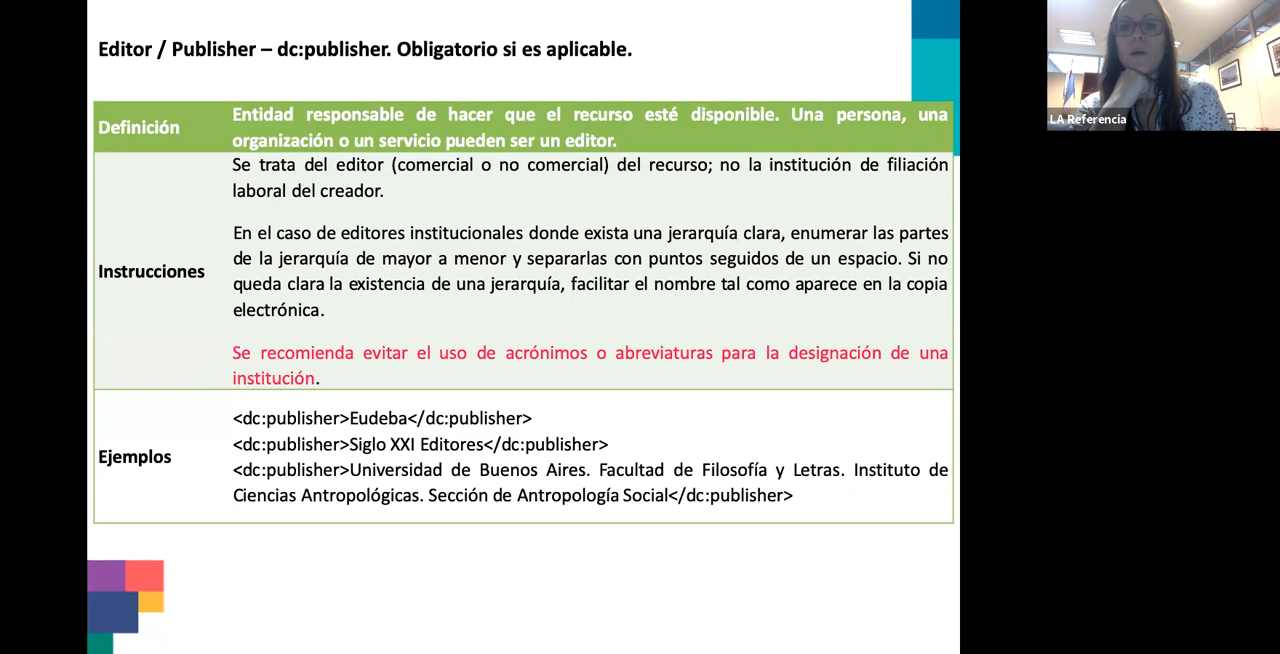 Editor / Publisher – dc:publisher. Obligatorio si es aplicable.
LA Referencia
Definición
Entidad responsable de hacer que el recurso esté disponible. Una persona, una
organización o un servicio pueden ser un editor.
Instrucciones
Se trata del editor (comercial o no comercial) del recurso; no la institución de filiación
laboral del creador.
En el caso de editores institucionales donde exista una jerarquía clara, enumerar las partes
de la jerarquía de mayor a menor y separarlas con puntos seguidos de un espacio. Si no
queda clara la existencia de una jerarquía, facilitar el nombre tal como aparece en la copia
electrónica.
Se recomienda evitar el uso de acrónimos o abreviaturas para la designación de una
institución.
Ejemplos
<dc:publisher>Eudeba</dc:publisher>
<dc:publisher>Siglo XXI Editores</dc:publisher>
<dc:publisher>Universidad de Buenos Aires. Facultad de Filosofía y Letras. Instituto de
Ciencias Antropológicas. Sección de Antropología Social</dc:publisher>